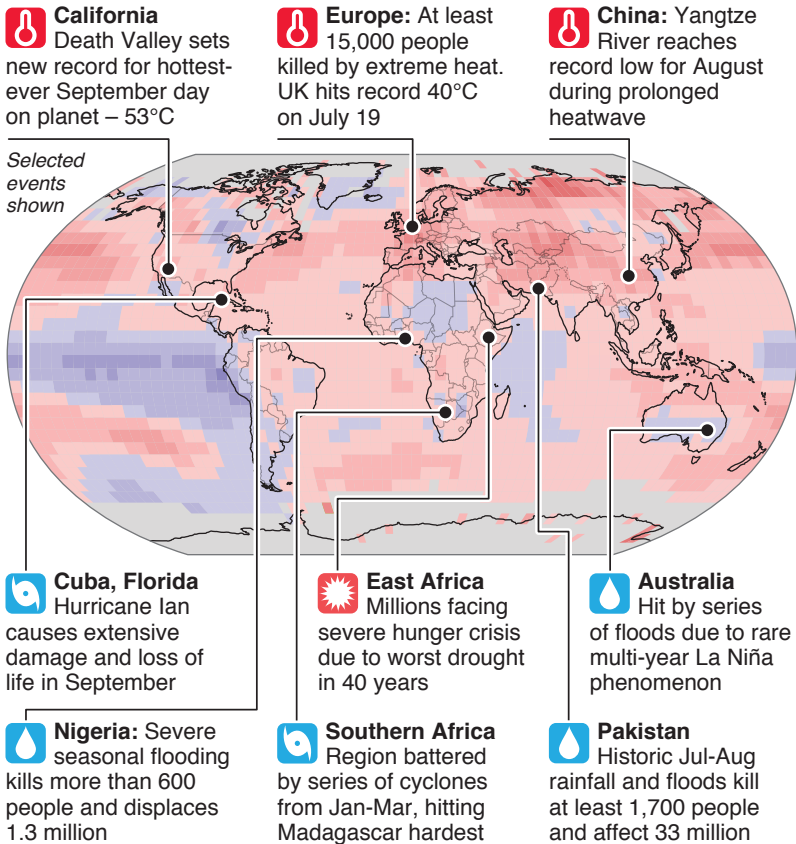 California
Death Valley sets
new record for hottest-
ever September day
on planet – 53°C
Europe: At least
15,000 people
killed by extreme heat.
UK hits record 40°C
on July 19
China: Yangtze
River reaches
record low for August
during prolonged
heatwave
Selected
events
shown
Cuba, Florida
Hurricane Ian
causes extensive
damage and loss of
life in September
East Africa
Millions facing
severe hunger crisis
due to worst drought
in 40 years
Australia
Hit by series
of floods due to rare
multi-year La Niña
phenomenon
Nigeria: Severe
seasonal flooding
kills more than 600
people and displaces
1.3 million
Southern Africa
Region battered
by series of cyclones
from Jan-Mar, hitting
Madagascar hardest
Pakistan
Historic Jul-Aug
rainfall and floods kill
at least 1,700 people
and affect 33 million